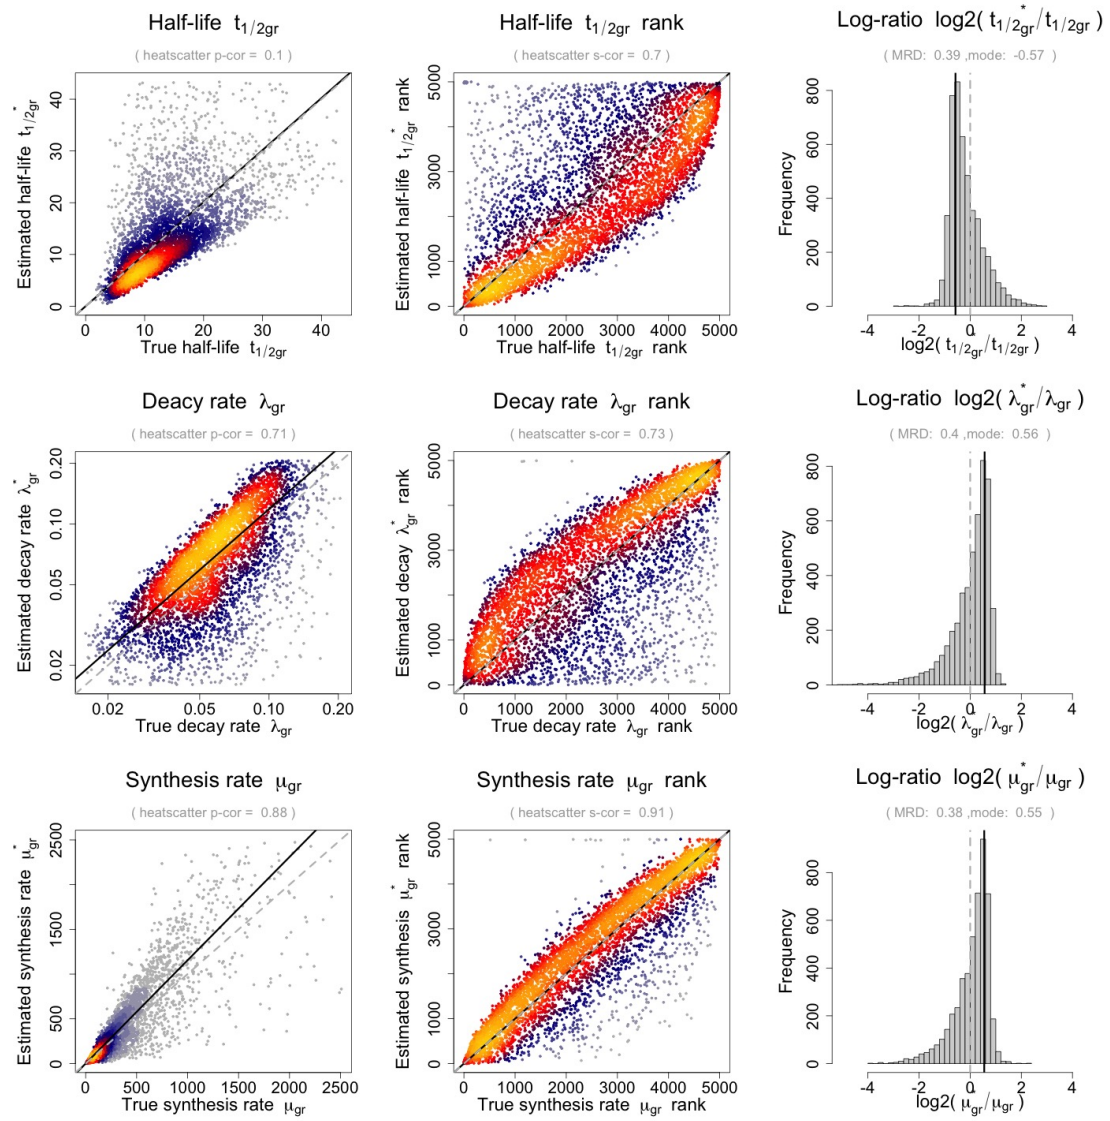 Half-life t1/2gr
( heatscatter p-cor = 0.1 )
Estimated half-life t*1/2gr
0 10 20 30 40
0 10 20 30 40
True half-life t1/2gr
Half-life t1/2gr rank
( heatscatter s-cor = 0.7 )
Estimated half-life t*1/2gr rank
0 1000 3000 5000
0 1000 2000 3000 4000 5000
True half-life t1/2gr rank
Log-ratio log2( t*1/2gr/t1/2gr )
( MRD: 0.39 ,mode: -0.57 )
Frequency
0 200 400 600 800
-4 -2 0 2 4
log2( t*1/2gr/t1/2gr )
Deacy rate λgr
( heatscatter p-cor = 0.71 )
Estimated decay rate λ*gr
0.02 0.05 0.10 0.20
0.02 0.05 0.10 0.20
True decay rate λgr
Decay rate λgr rank
( heatscatter s-cor = 0.73 )
Estimated decay λ*gr rank
0 1000 3000 5000
0 1000 2000 3000 4000 5000
True decay rate λgr rank
Log-ratio log2( λ*gr/λgr )
( MRD: 0.4 ,mode: 0.56 )
Frequency
0 200 400 600 800
-4 -2 0 2 4
log2( λ*gr/λgr )
Synthesis rate μgr
( heatscatter p-cor = 0.88 )
Estimated synthesis rate μ*gr
0 500 1500 2500
0 500 1000 1500 2000 2500
True synthesis rate μgr
Synthesis rate μgr rank
( heatscatter s-cor = 0.91 )
Estimated synthesis μ*gr rank
0 1000 3000 5000
0 1000 2000 3000 4000 5000
True synthesis rate μgr rank
Log-ratio log2( μ*gr/μgr )
( MRD: 0.38 ,mode: 0.55 )
Frequency
0 200 400 600 800
-4 -2 0 2 4
log2( μ*gr/μgr )